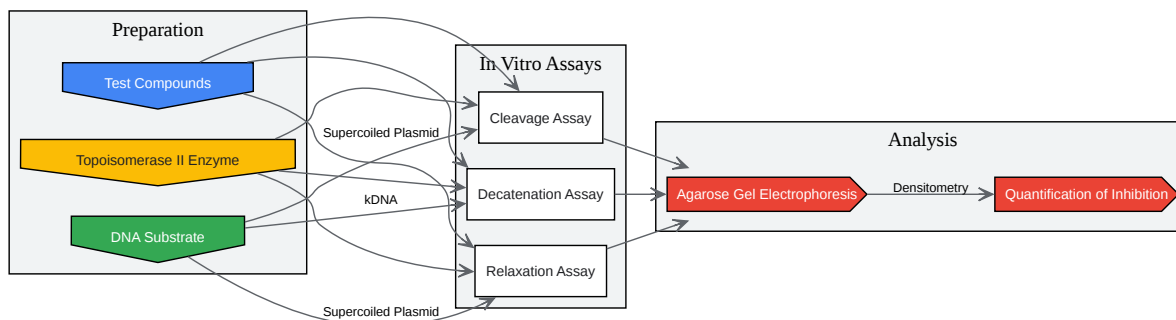 Preparation
Test Compounds
Topoisomerase II Enzyme
DNA Substrate
Supercoiled Plasmid
kDNA
Supercoiled Plasmid
In Vitro Assays
Cleavage Assay
Decatenation Assay
Relaxation Assay
Analysis
Agarose Gel Electrophoresis
Densitometry
Quantification of Inhibition